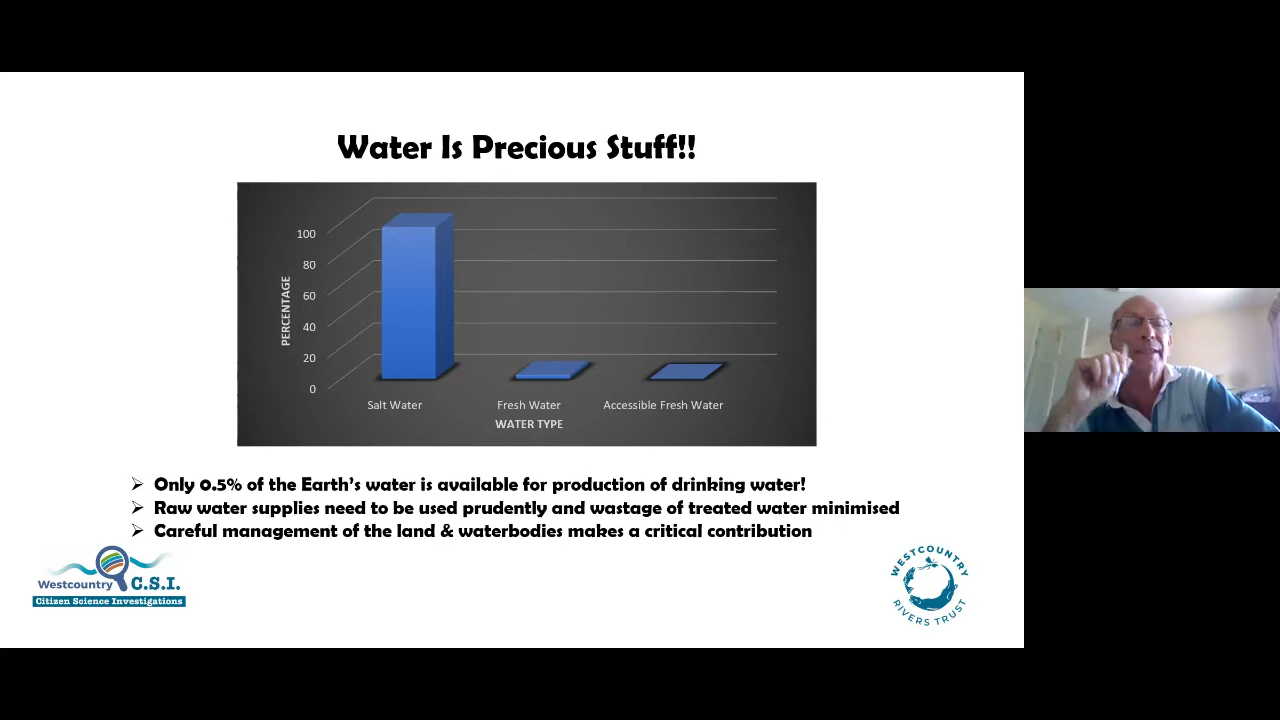 Water Is Precious Stuff!!
100
80
60
40
20
0
PERCENTAGE
Salt Water
Fresh Water
Accessible Fresh Water
WATER TYPE
Only 0.5% of the Earth's water is available for production of drinking water!
Raw water supplies need to be used prudently and wastage of treated water minimised
Careful management of the land & waterbodies makes a critical contribution
Westcountry C.S.I.
Citizen Science Investigations
WESTCOUNTRY
RIVERS TRUST